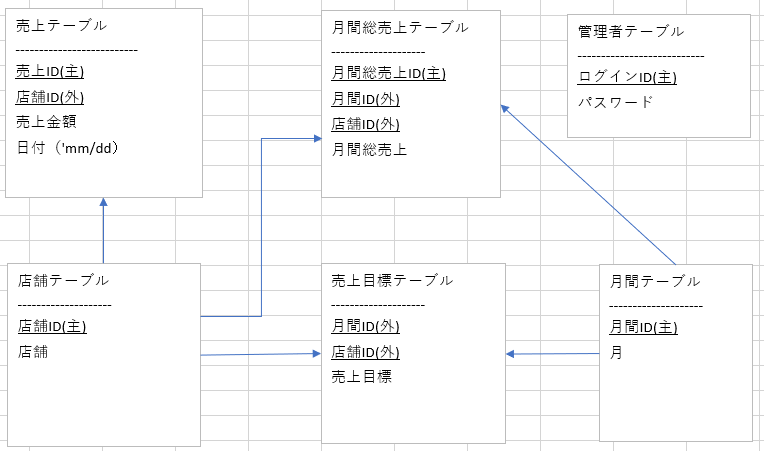 売上テーブル
--------------------------
売上ID(主)
店舗ID(外)
売上金額
日付（'mm/dd）
月間総売上テーブル
--------------------
月間総売上ID(主)
月間ID(外)
店舗ID(外)
月間総売上
管理者テーブル
---------------------------
ログインID(主)
パスワード
店舗テーブル
--------------------
店舗ID(主)
店舗
売上目標テーブル
--------------------
月間ID(外)
店舗ID(外)
売上目標
月間テーブル
--------------------
月間ID(主)
月